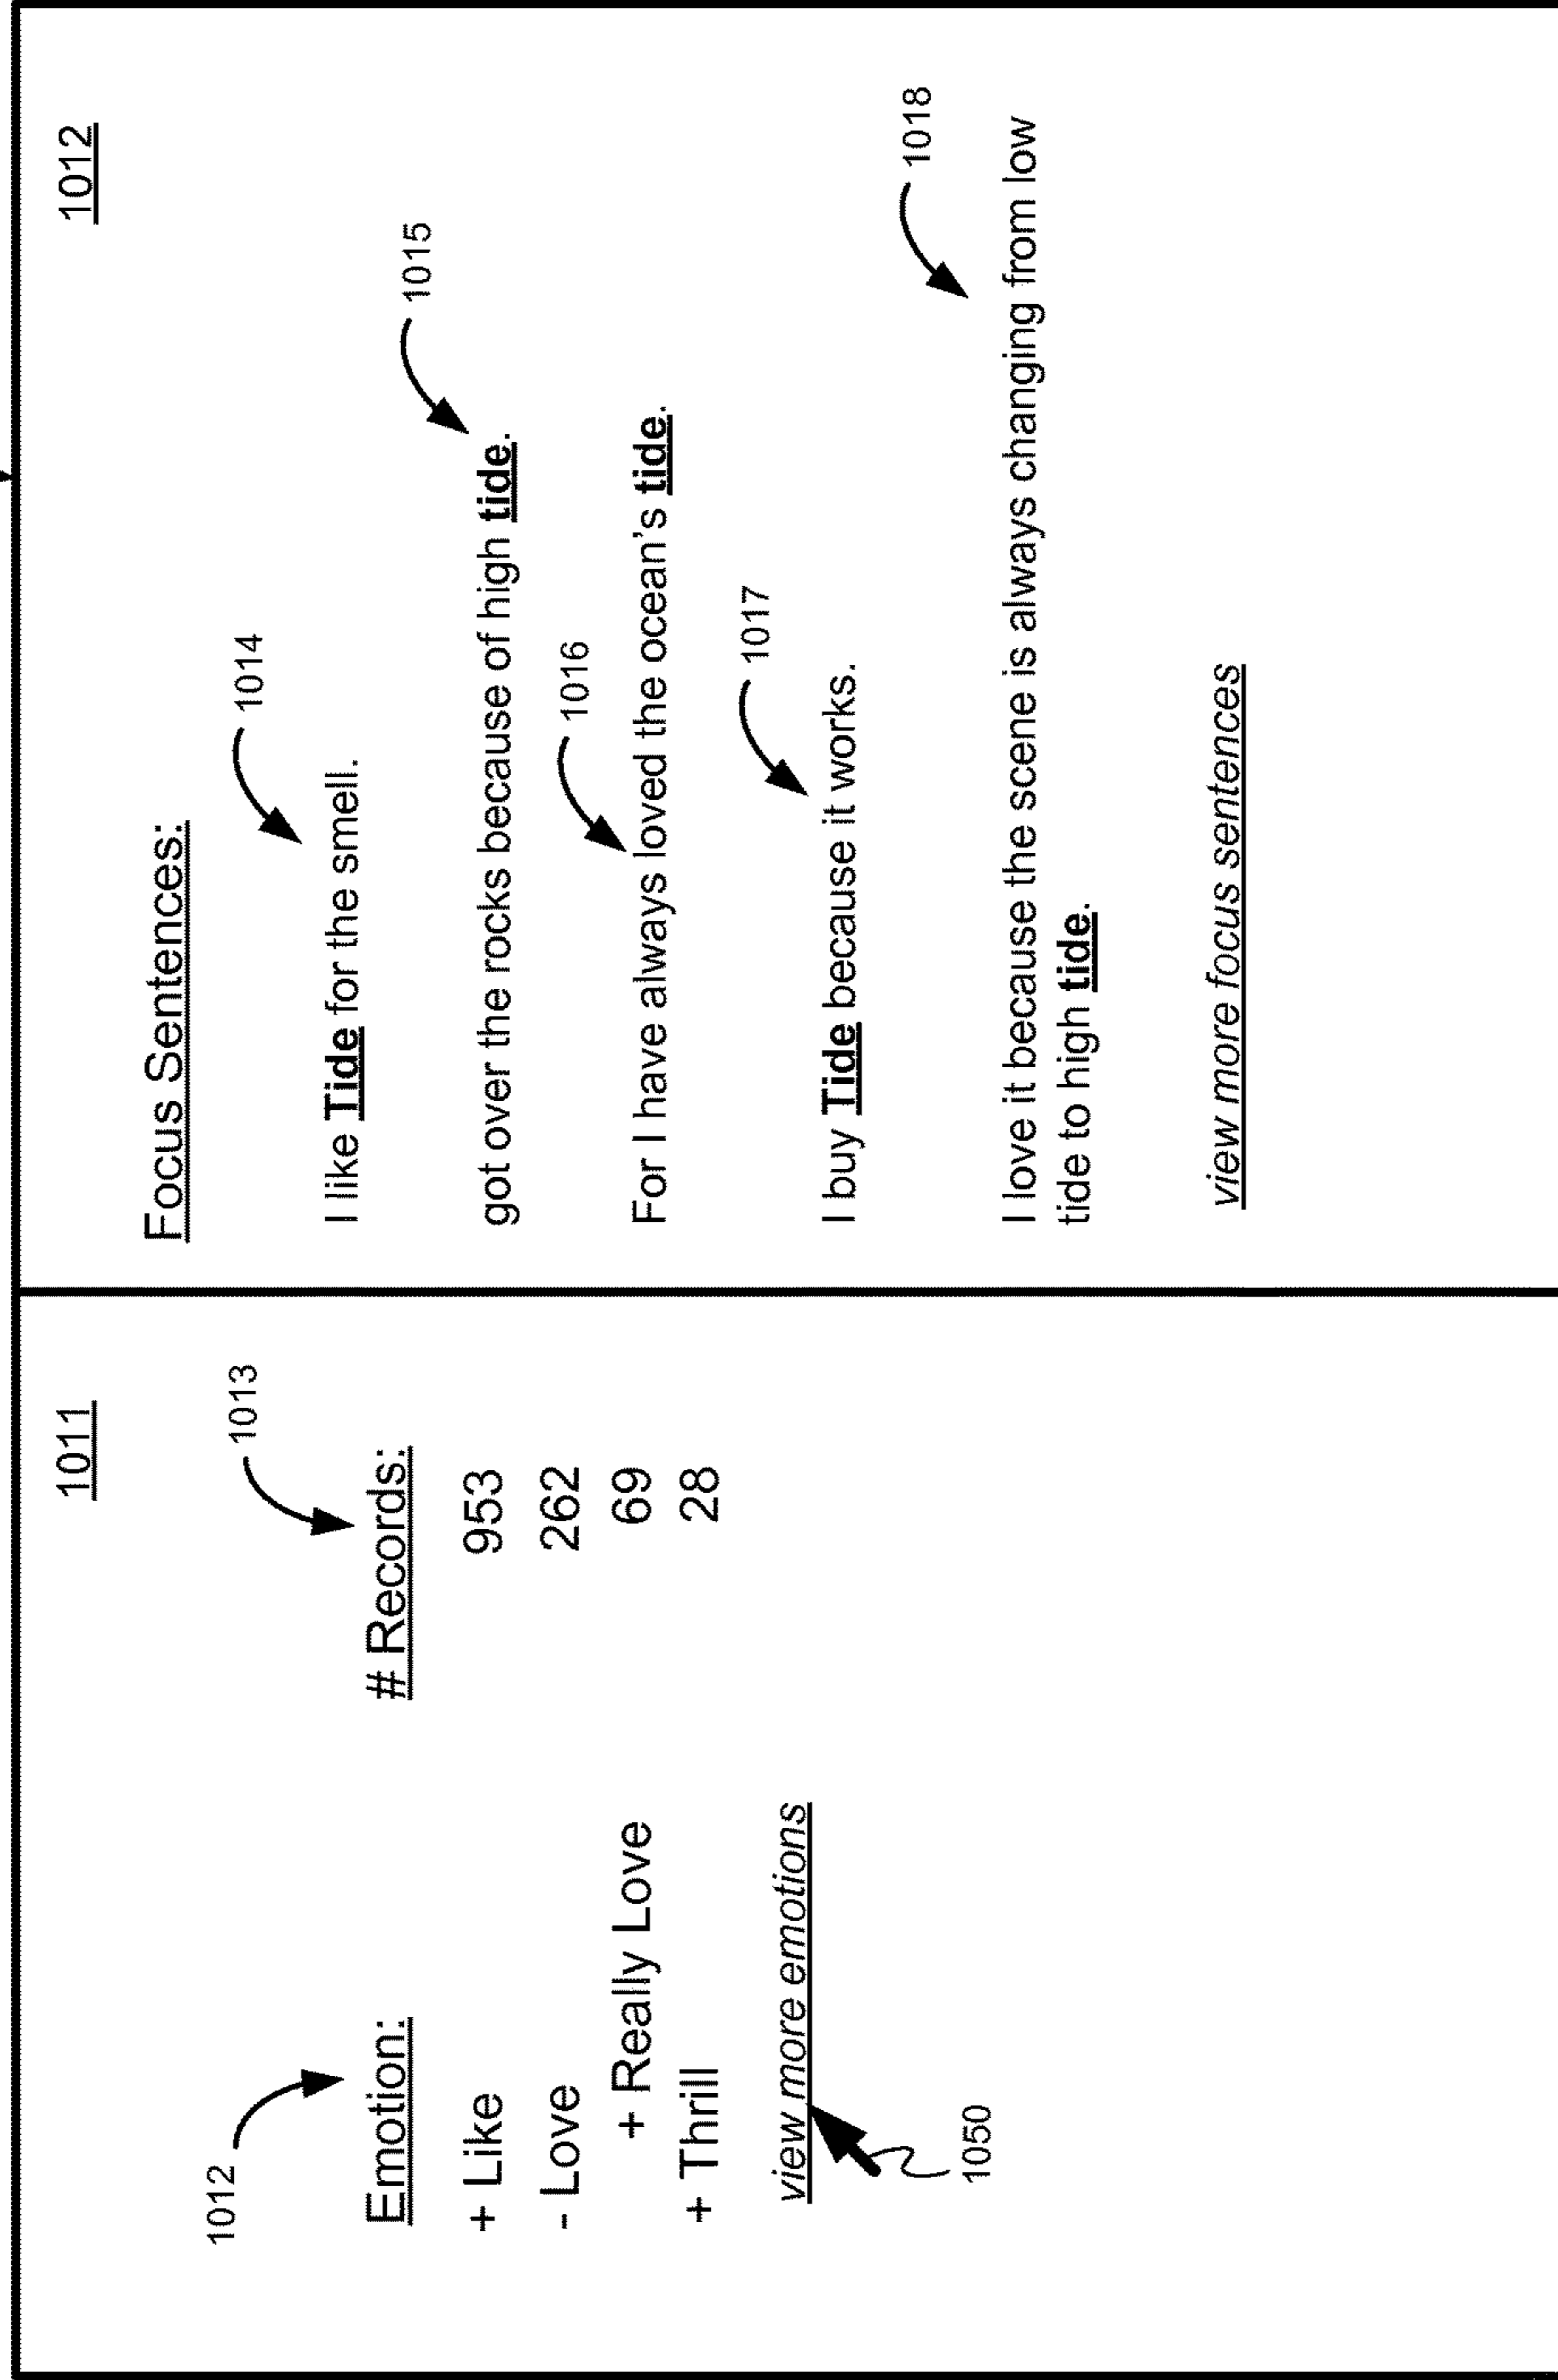 1011
1012
1013
Emotion:
# Records:
+ Like 953
- Love 262
+ Really Love 69
+ Thrill 28
view more emotions
1050
1012
Focus Sentences:
1014
I like Tide for the smell.
1015
got over the rocks because of high tide.
1016
For I have always loved the ocean's tide.
1017
I buy Tide because it works.
1018
I love it because the scene is always changing from low
tide to high tide.
view more focus sentences